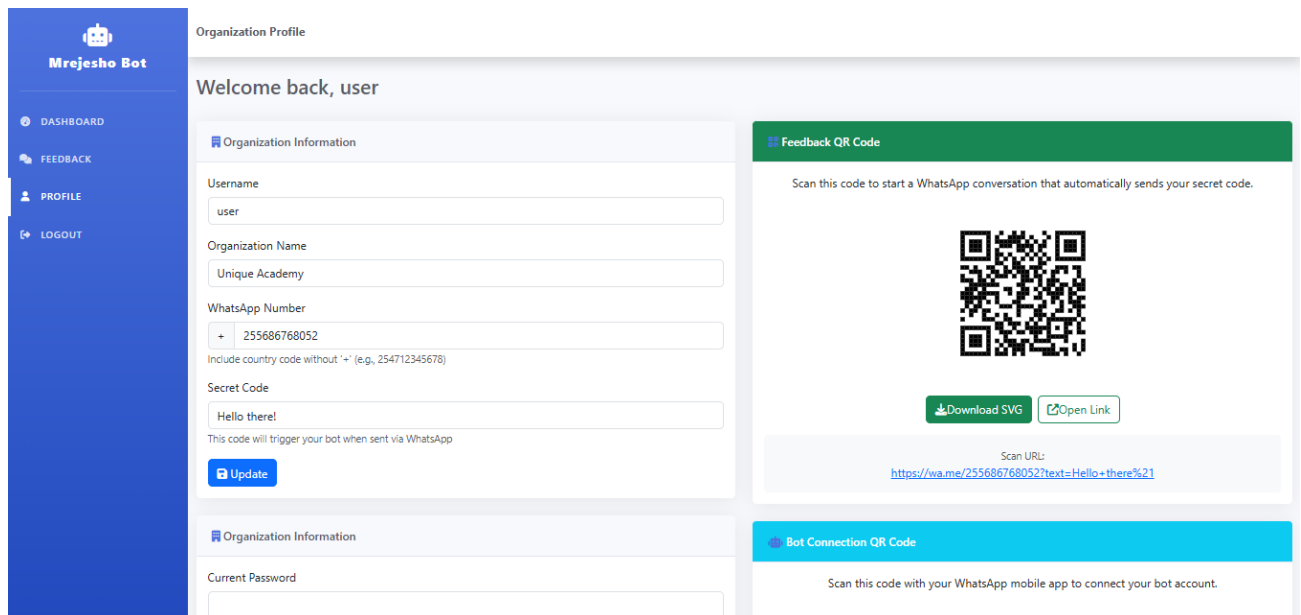 Mrejesho Bot
DASHBOARD
FEEDBACK
PROFILE
LOGOUT
Organization Profile
Welcome back, user
Organization Information
Username
user
Organization Name
Unique Academy
WhatsApp Number
+ 255686768052
Include country code without '+' (e.g., 254712345678)
Secret Code
Hello there!
This code will trigger your bot when sent via WhatsApp
Update
Organization Information
Current Password
Feedback QR Code
Scan this code to start a WhatsApp conversation that automatically sends your secret code.
Download SVG
Open Link
Scan URL:
https://wa.me/255686768052?text=Hello+there%21
Bot Connection QR Code
Scan this code with your WhatsApp mobile app to connect your bot account.